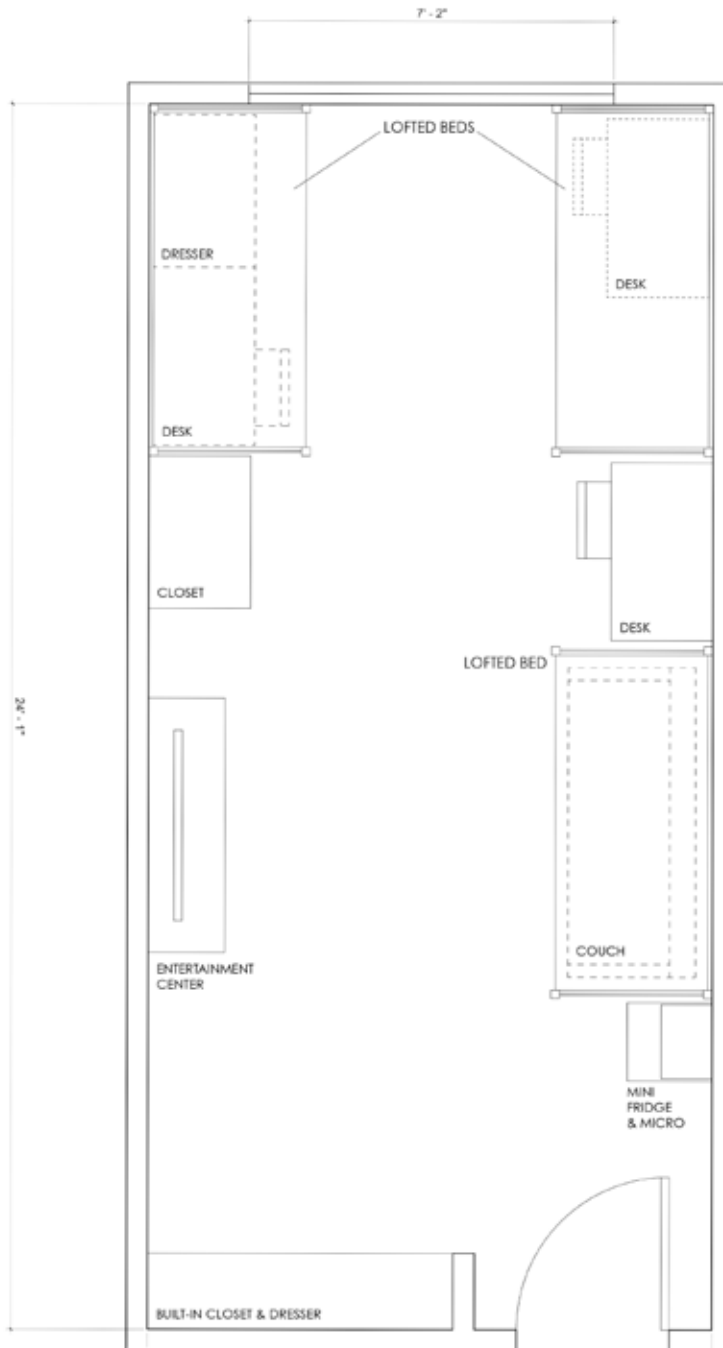 7' - 2"
LOFTED BEDS
DRESSER
DESK
DESK
CLOSET
DESK
LOFTED BED
24' - 1"
COUCH
ENTERTAINMENT
CENTER
MINI
FRIDGE
& MICRO
BUILT-IN CLOSET & DRESSER